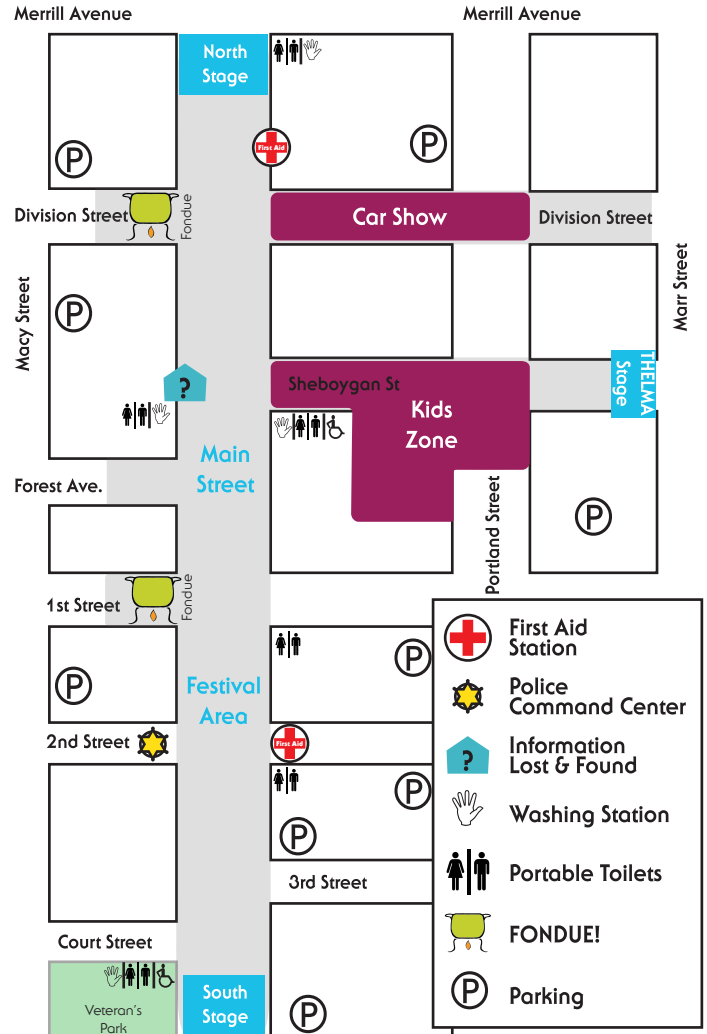 Merrill Avenue
Merrill Avenue
North
Stage
First Aid
P
P
Division Street
Fondue
Car Show
Division Street
Macy Street
Marr Street
P
?
Sheboygan St
Kids
Zone
THELMA
Stage
Main
Street
Forest Ave.
Portland Street
P
1st Street
Fondue
P
P
Festival
Area
2nd Street
First Aid
P
P
3rd Street
Court Street
Veteran's
Park
South
Stage
P
First Aid
Station
Police
Command Center
?
Information
Lost & Found
Washing Station
Portable Toilets
FONDUE!
P
Parking